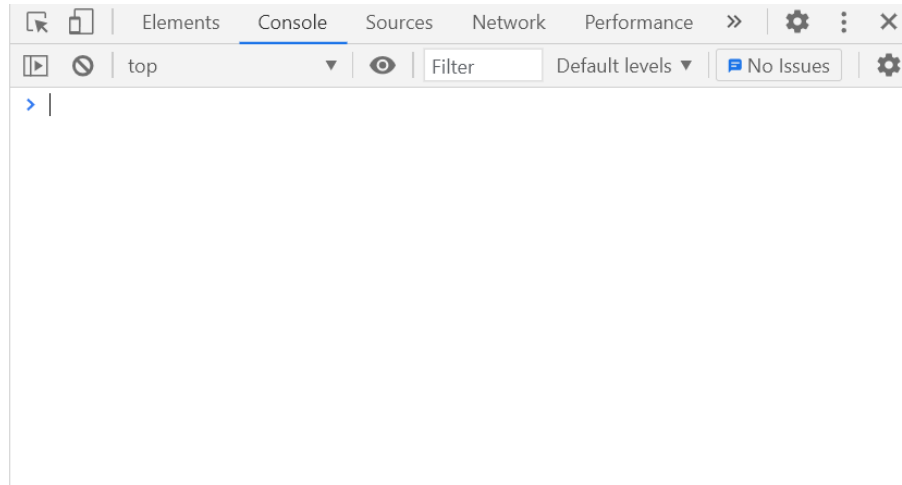 Elements Console Sources Network Performance
top Filter Default levels No Issues